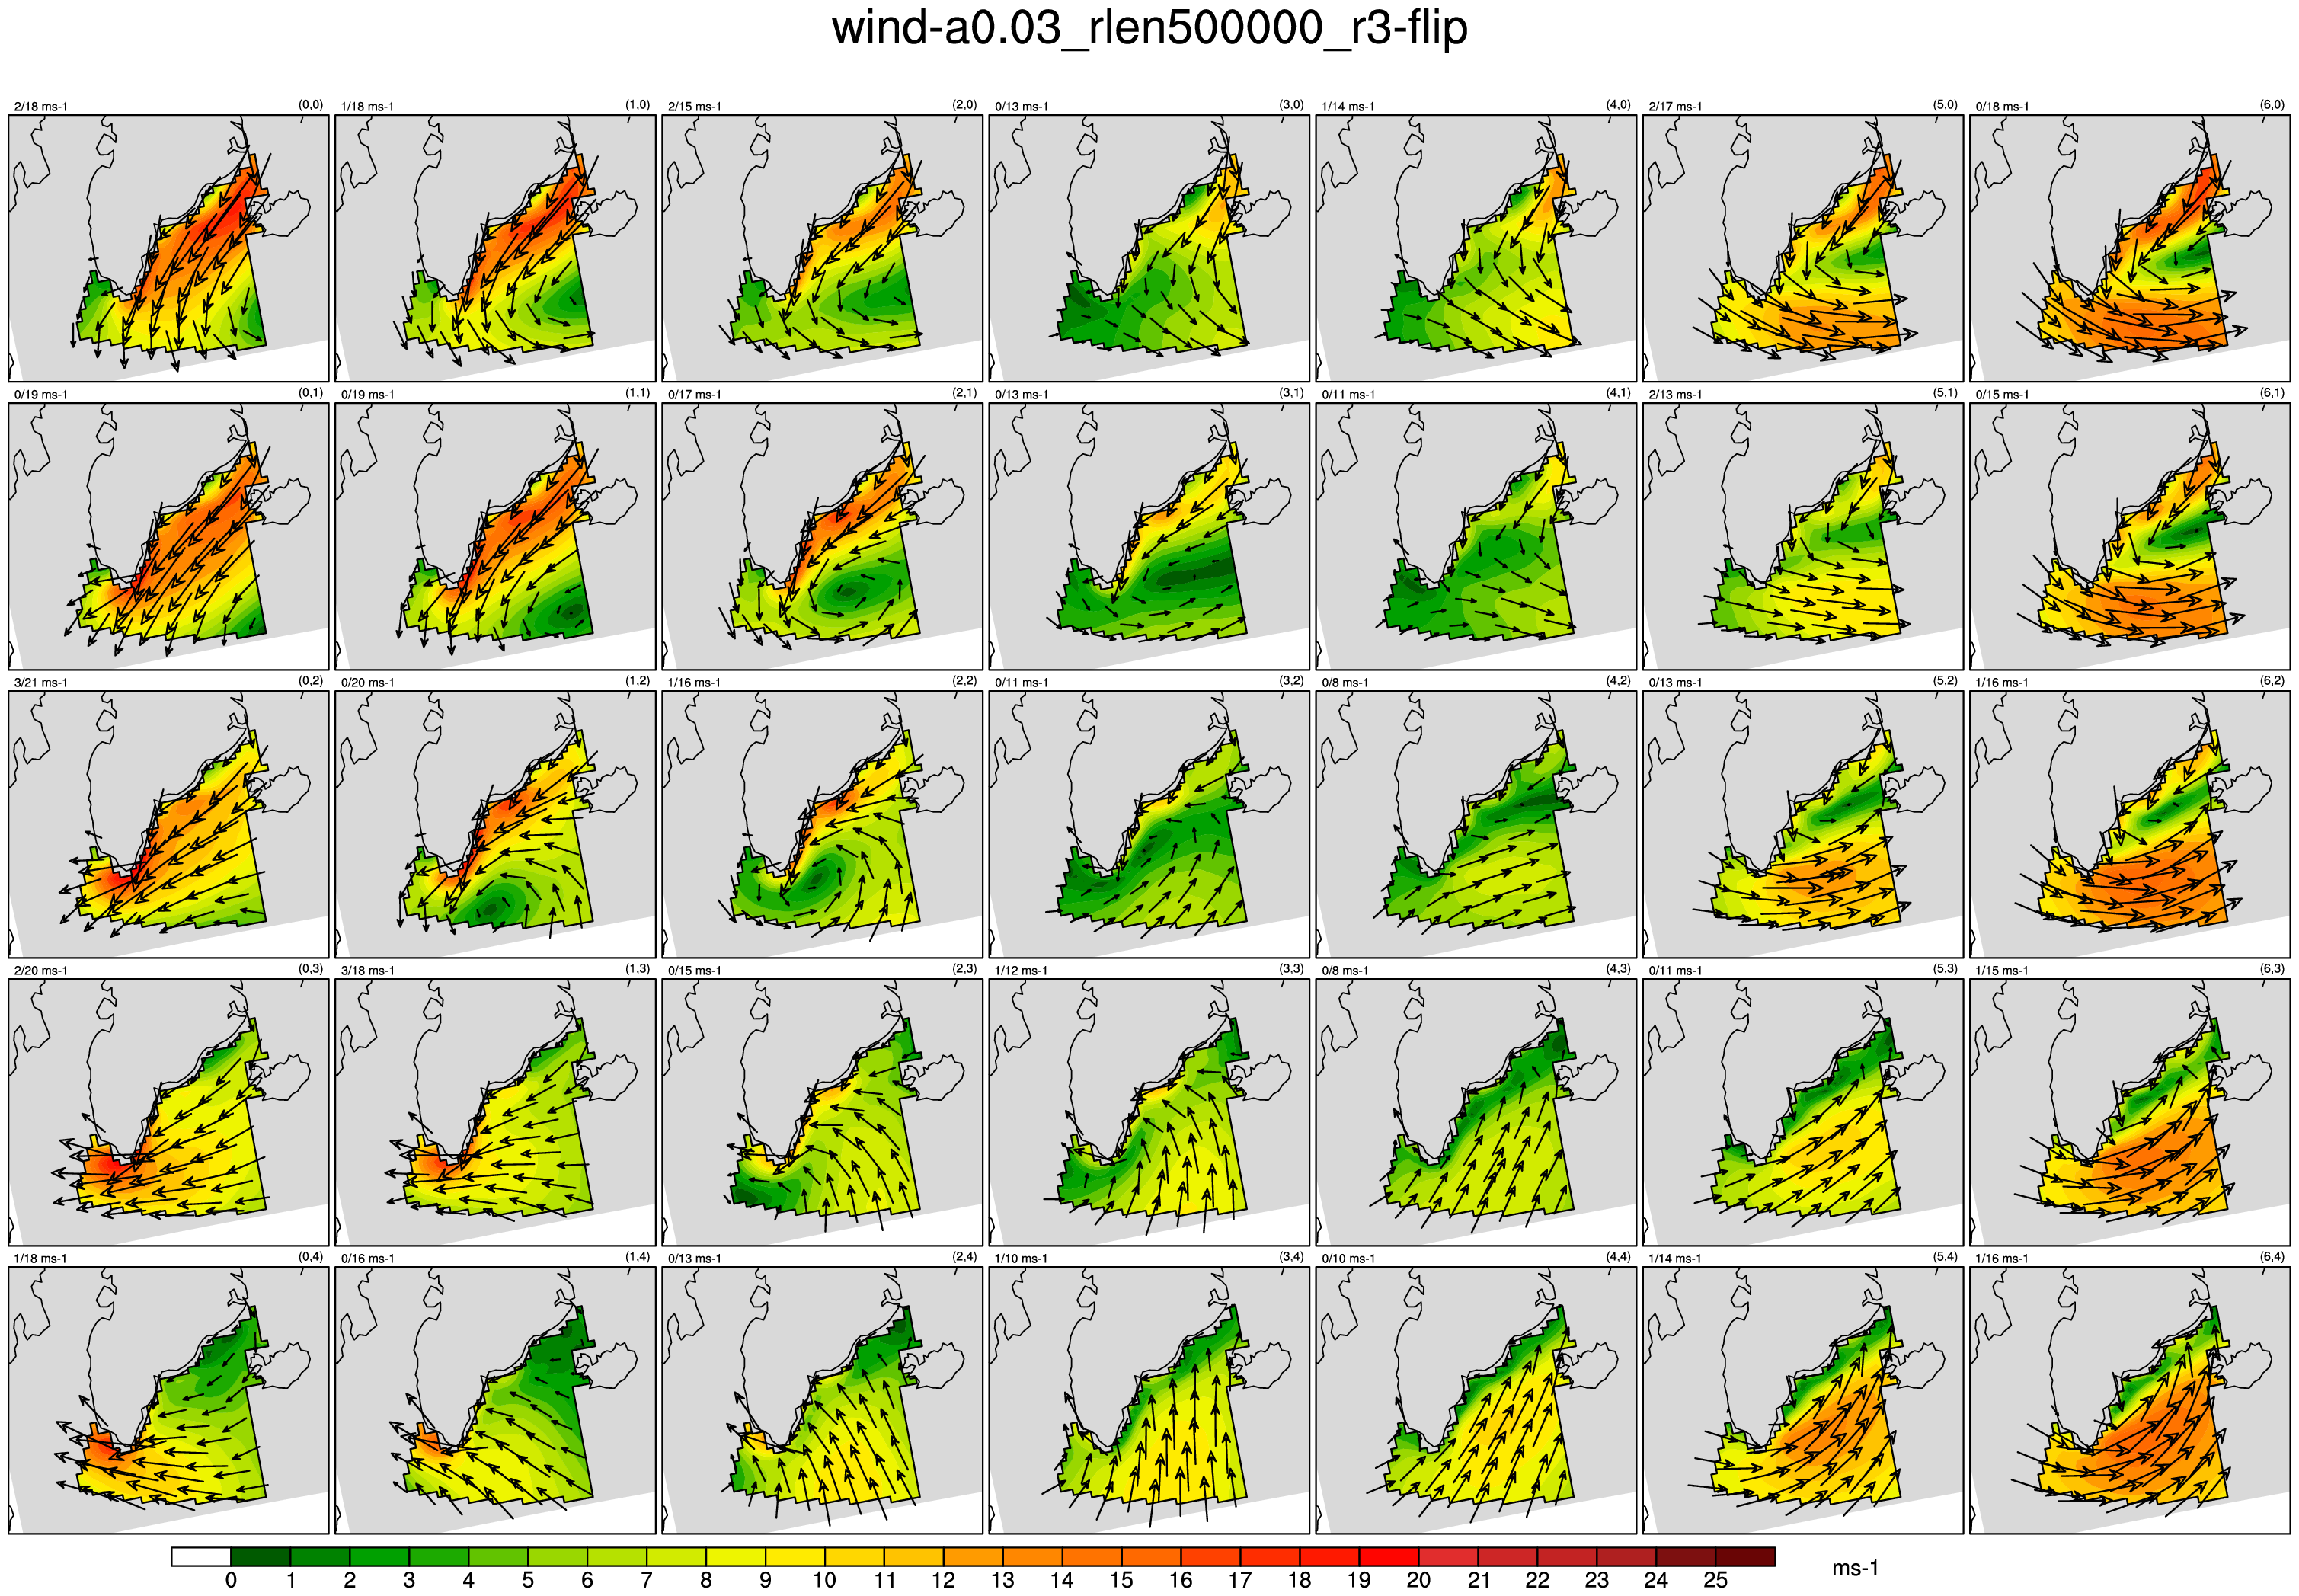 wind-a0.03_rlen500000_r3-flip
2/18 ms-1 (0,0) 1/18 ms-1 (1,0) 2/15 ms-1 (2,0) 0/13 ms-1 (3,0) 1/14 ms-1 (4,0) 2/17 ms-1 (5,0) 0/18 ms-1 (6,0)
0/19 ms-1 (0,1) 0/19 ms-1 (1,1) 0/17 ms-1 (2,1) 0/13 ms-1 (3,1) 0/11 ms-1 (4,1) 2/13 ms-1 (5,1) 0/15 ms-1 (6,1)
3/21 ms-1 (0,2) 0/20 ms-1 (1,2) 1/16 ms-1 (2,2) 0/11 ms-1 (3,2) 0/8 ms-1 (4,2) 0/13 ms-1 (5,2) 1/16 ms-1 (6,2)
2/20 ms-1 (0,3) 3/18 ms-1 (1,3) 0/15 ms-1 (2,3) 1/12 ms-1 (3,3) 0/8 ms-1 (4,3) 0/11 ms-1 (5,3) 1/15 ms-1 (6,3)
1/18 ms-1 (0,4) 0/16 ms-1 (1,4) 0/13 ms-1 (2,4) 1/10 ms-1 (3,4) 0/10 ms-1 (4,4) 1/14 ms-1 (5,4) 1/16 ms-1 (6,4)
0 1 2 3 4 5 6 7 8 9 10 11 12 13 14 15 16 17 18 19 20 21 22 23 24 25 ms-1